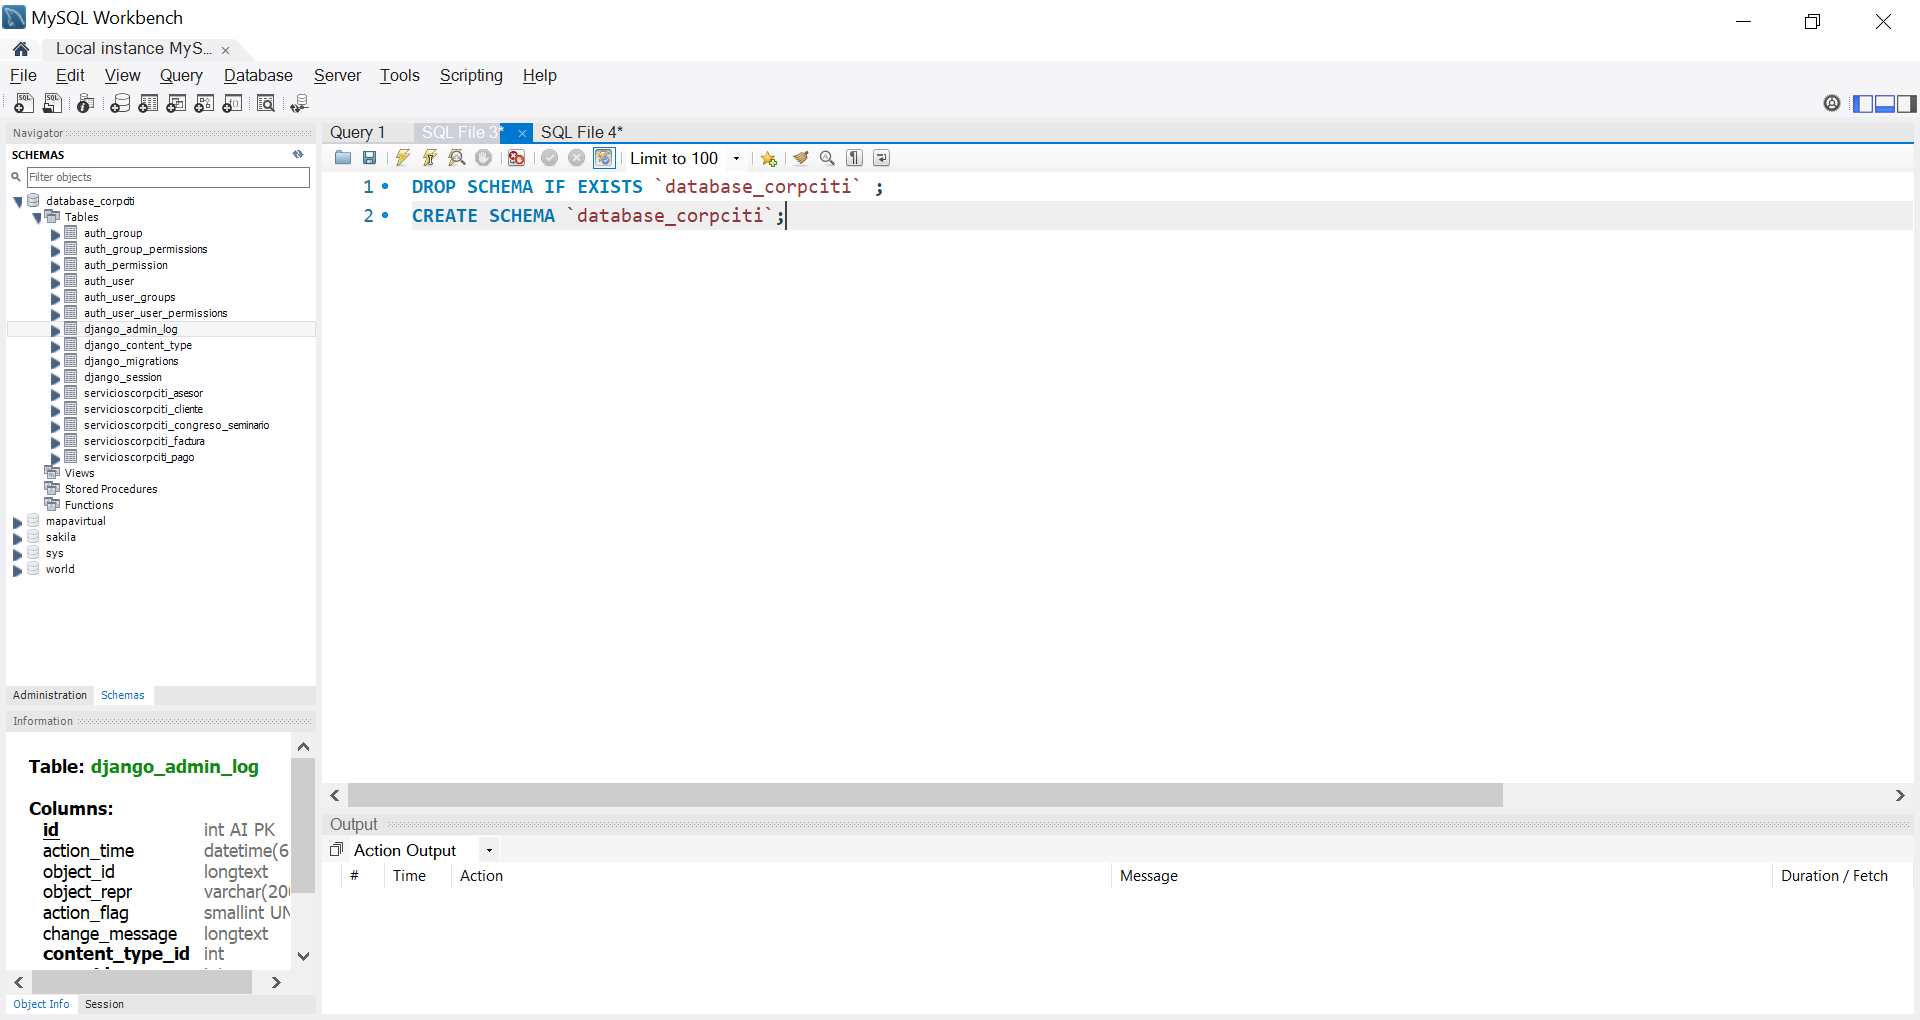 MySQL Workbench
Local instance MyS...
File Edit View Query Database Server Tools Scripting Help
Navigator
SCHEMAS
Filter objects
database_corpciti
Tables
auth_group
auth_group_permissions
auth_permission
auth_user
auth_user_groups
auth_user_user_permissions
django_admin_log
django_content_type
django_migrations
django_session
servicioscorpciti_asesor
servicioscorpciti_cliente
servicioscorpciti_congreso_seminario
servicioscorpciti_factura
servicioscorpciti_pago
Views
Stored Procedures
Functions
mapavirtual
sakila
sys
world
Administration Schemas
Information
Table: django_admin_log
Columns:
id int AI PK
action_time datetime(6
object_id longtext
object_repr varchar(200
action_flag smallint UN
change_message longtext
content_type_id int
Object Info Session
Query 1 SQL File 3* SQL File 4*
Limit to 100
1 DROP SCHEMA IF EXISTS `database_corpciti` ;
2 CREATE SCHEMA `database_corpciti`;
Output
Action Output
# Time Action Message Duration / Fetch